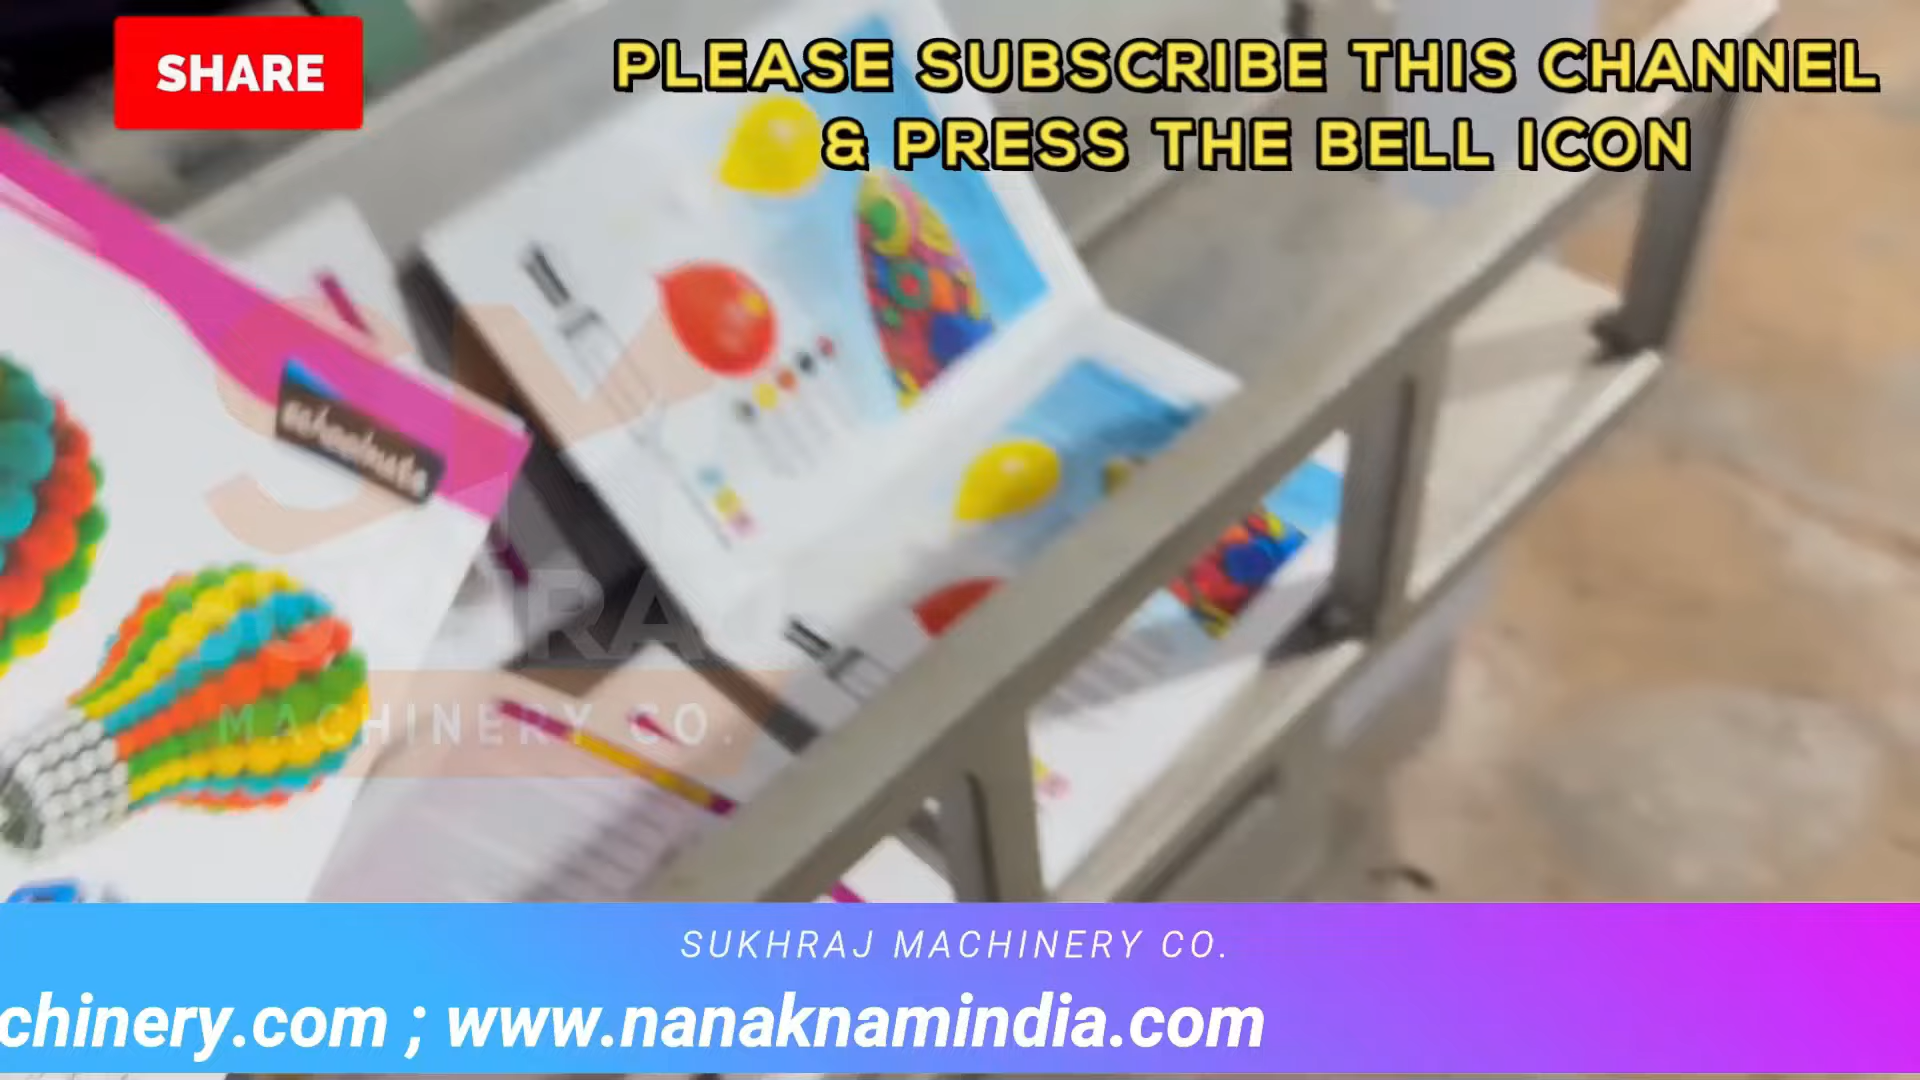 SHARE
PLEASE SUBSCRIBE THIS CHANNEL
& PRESS THE BELL ICON
MACHINERY CO.
SUKHRAJ MACHINERY CO.
chinery.com ; www.nanaknamindia.com